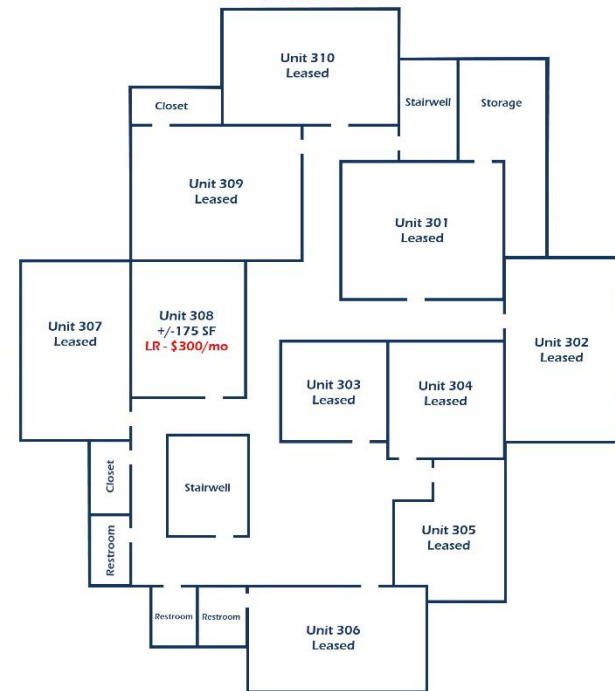 Unit 310
Leased
Closet
Stairwell
Storage
Unit 309
Leased
Unit 301
Leased
Unit 307
Leased
Unit 308
+/-175 SF
LR - $300/mo
Unit 302
Leased
Unit 303
Leased
Unit 304
Leased
Closet
Stairwell
Restroom
Unit 305
Leased
Restroom
Restroom
Unit 306
Leased